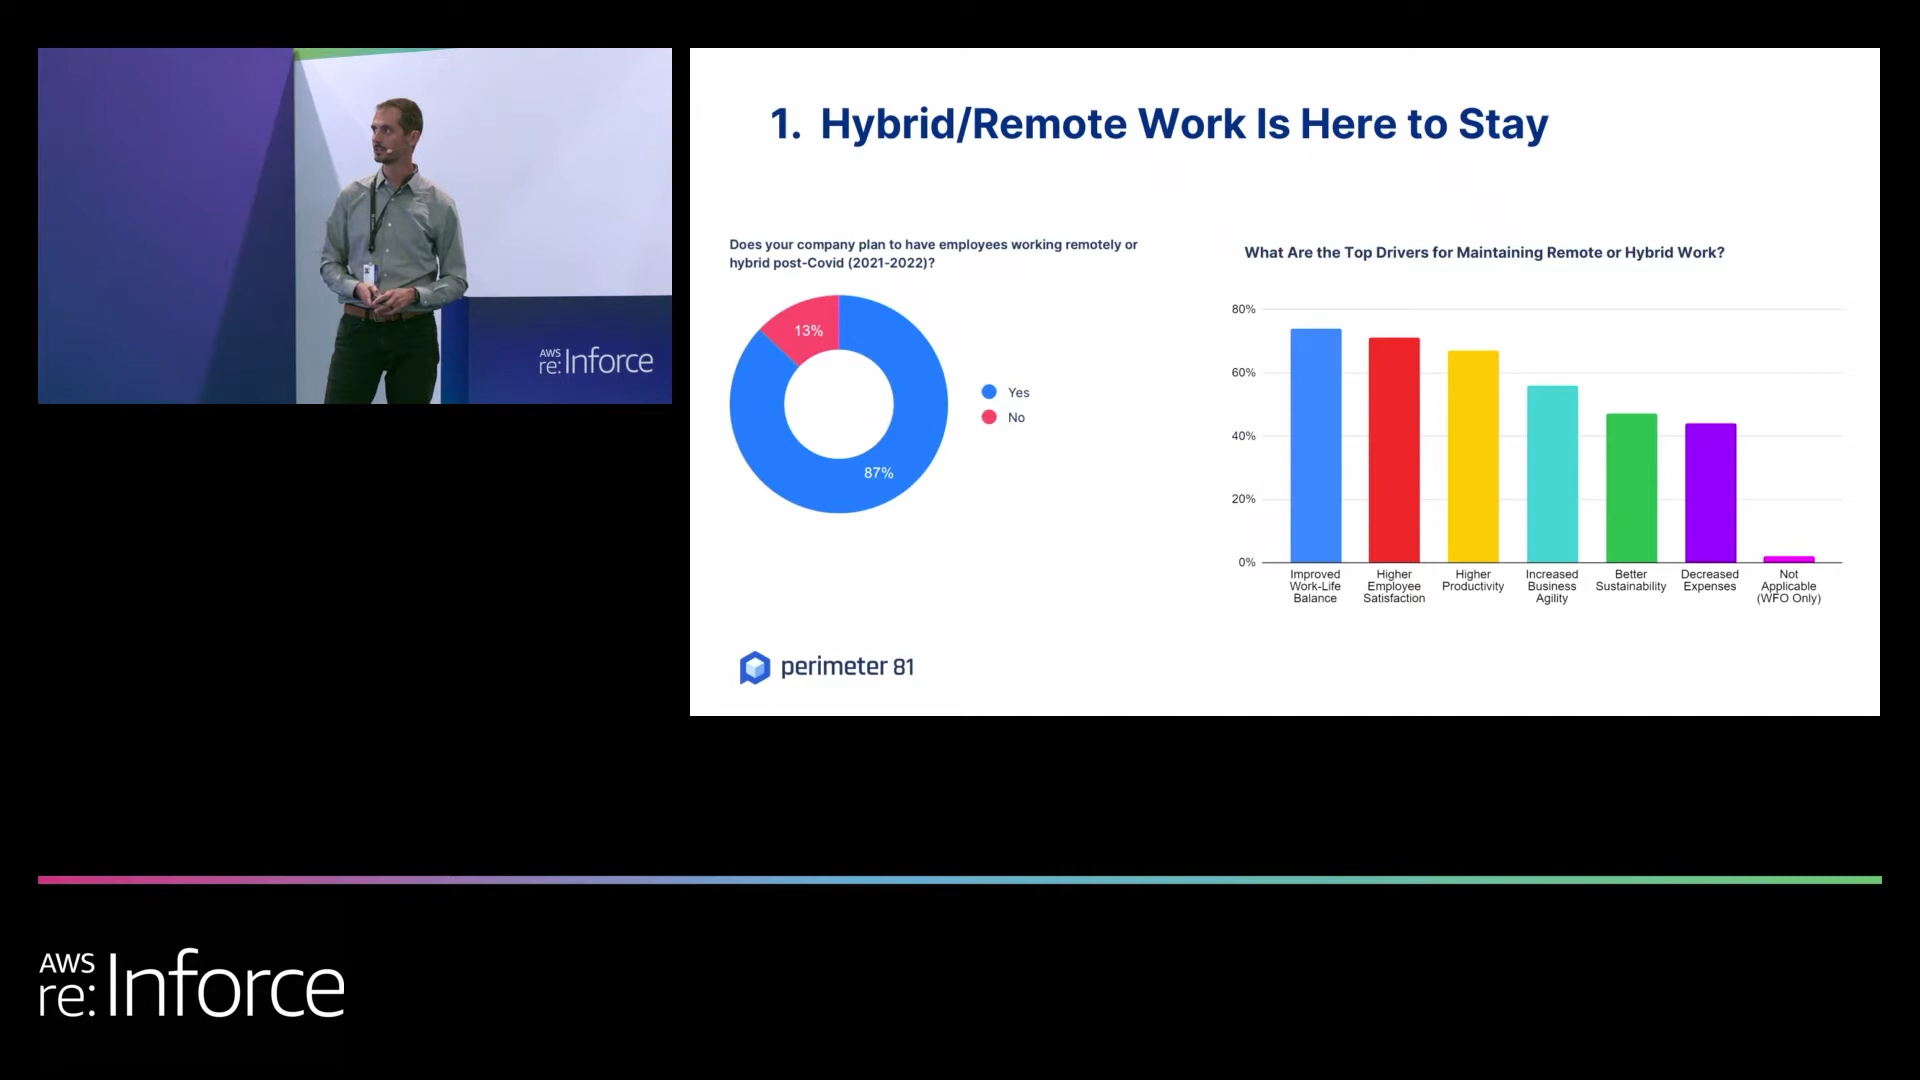 AWS
re:Inforce
1. Hybrid/Remote Work Is Here to Stay
Does your company plan to have employees working remotely or
hybrid post-Covid (2021-2022)?
13%
87%
Yes
No
What Are the Top Drivers for Maintaining Remote or Hybrid Work?
80%
60%
40%
20%
0%
Improved
Work-Life
Balance
Higher
Employee
Satisfaction
Higher
Productivity
Increased
Business
Agility
Better
Sustainability
Decreased
Expenses
Not
Applicable
(WFO Only)
perimeter 81
AWS
re:Inforce